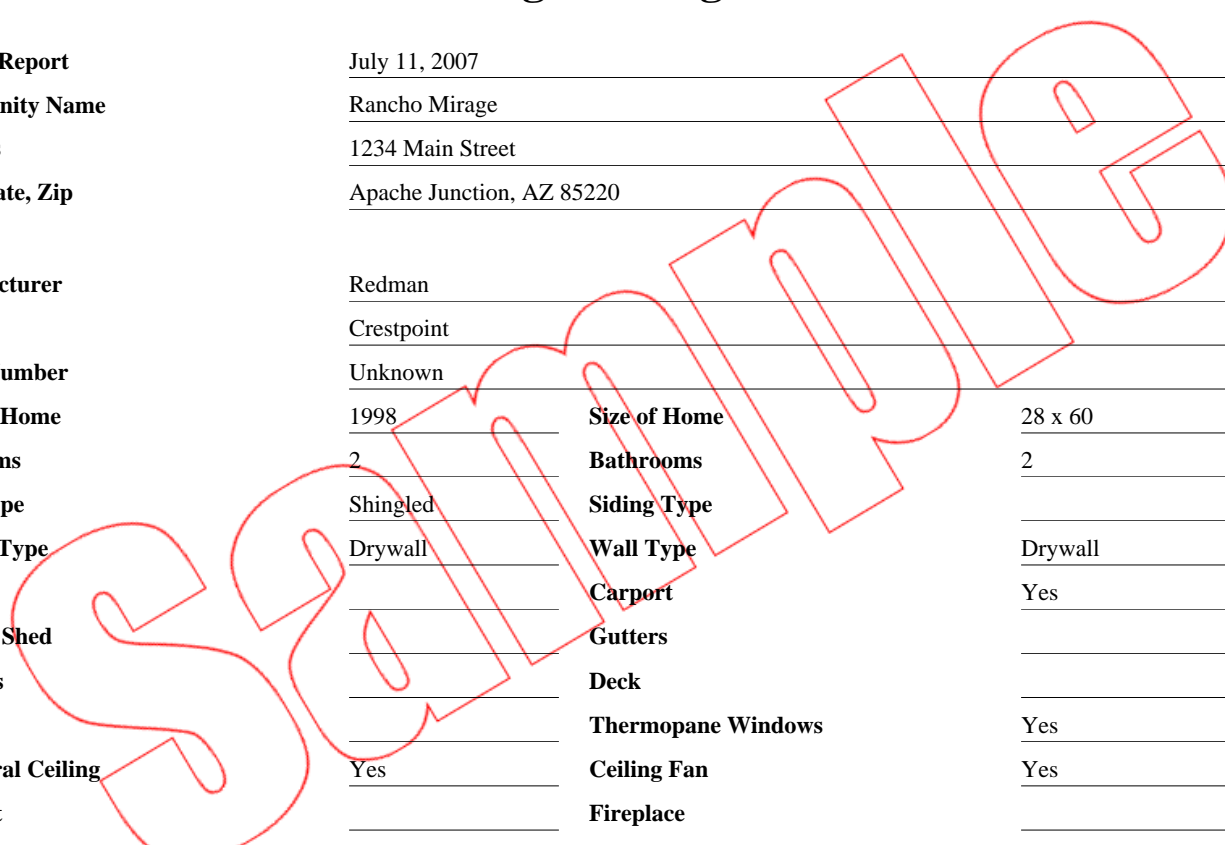 Report July 11, 2007
nity Name Rancho Mirage
1234 Main Street
ate, Zip Apache Junction, AZ 85220
cturer Redman
Crestpoint
umber Unknown
Home 1998 Size of Home 28 x 60
ms 2 Bathrooms 2
pe Shingled Siding Type
Type Drywall Wall Type Drywall
Carport Yes
Shed Gutters
s Deck
Thermopane Windows Yes
ral Ceiling Yes Ceiling Fan Yes
t Fireplace
Sample